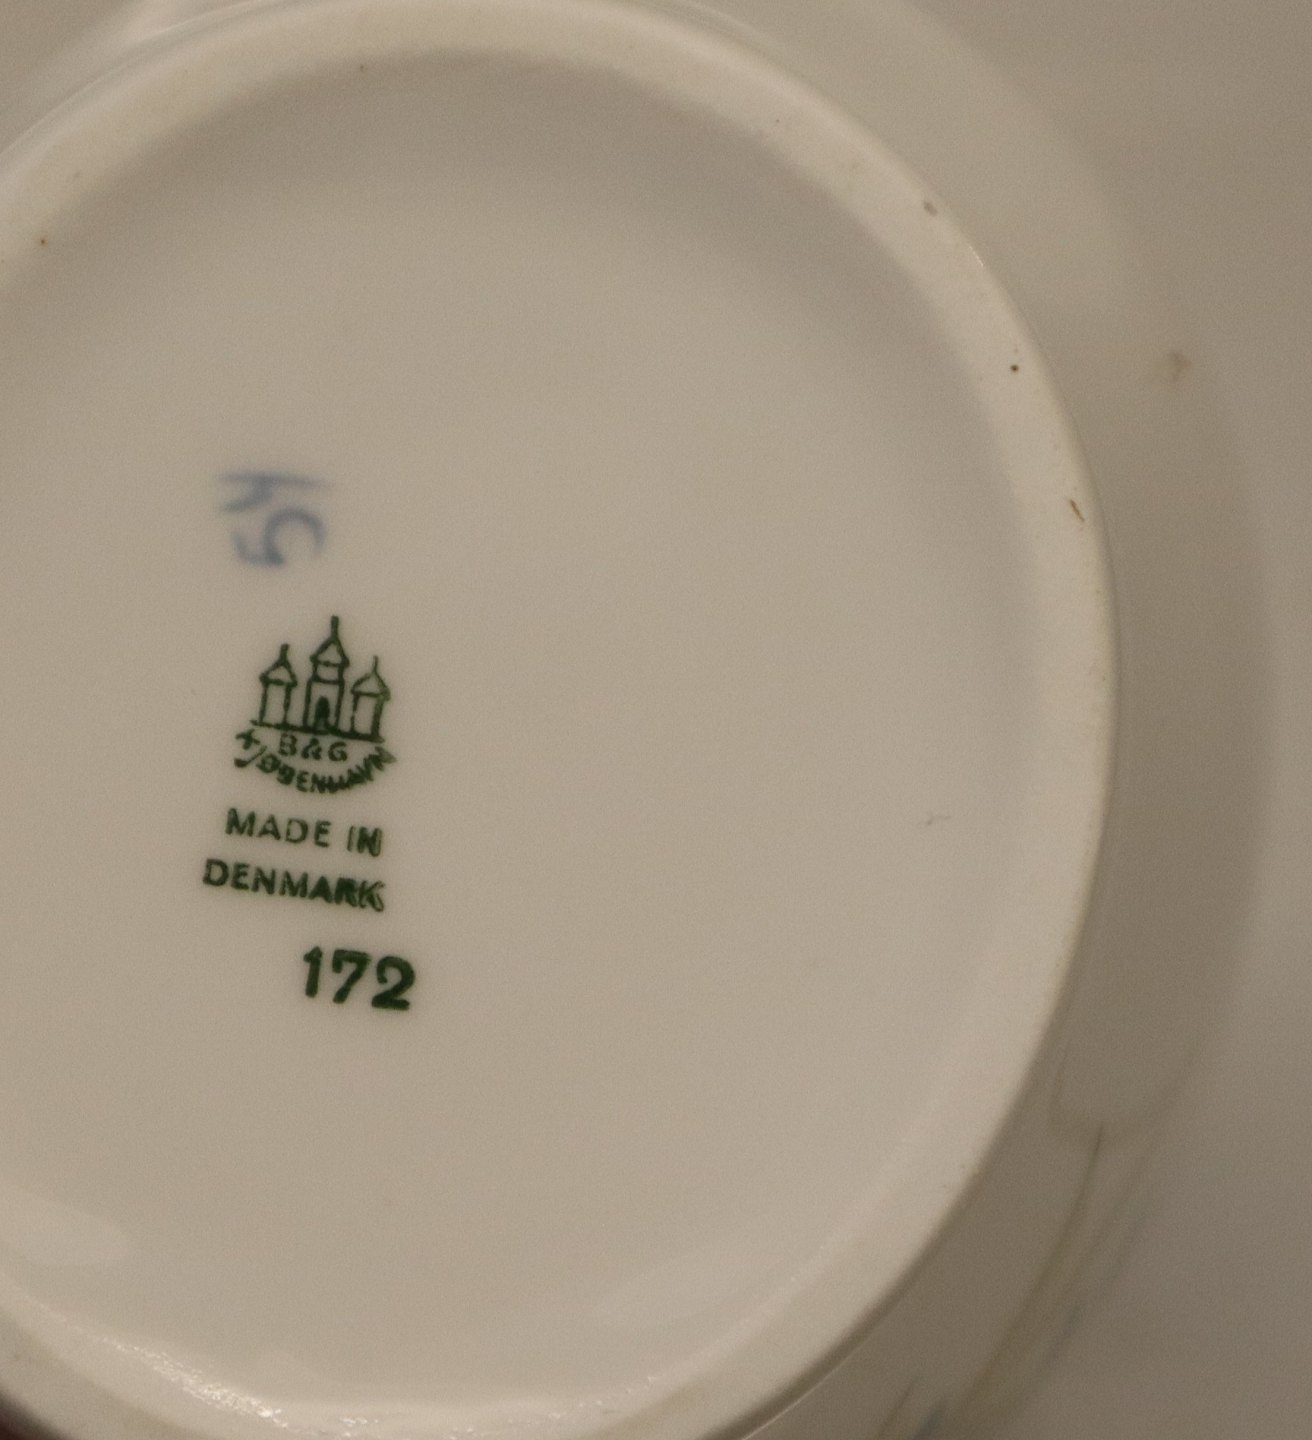 B&G
KJØBENHAVN
MADE IN
DENMARK
172